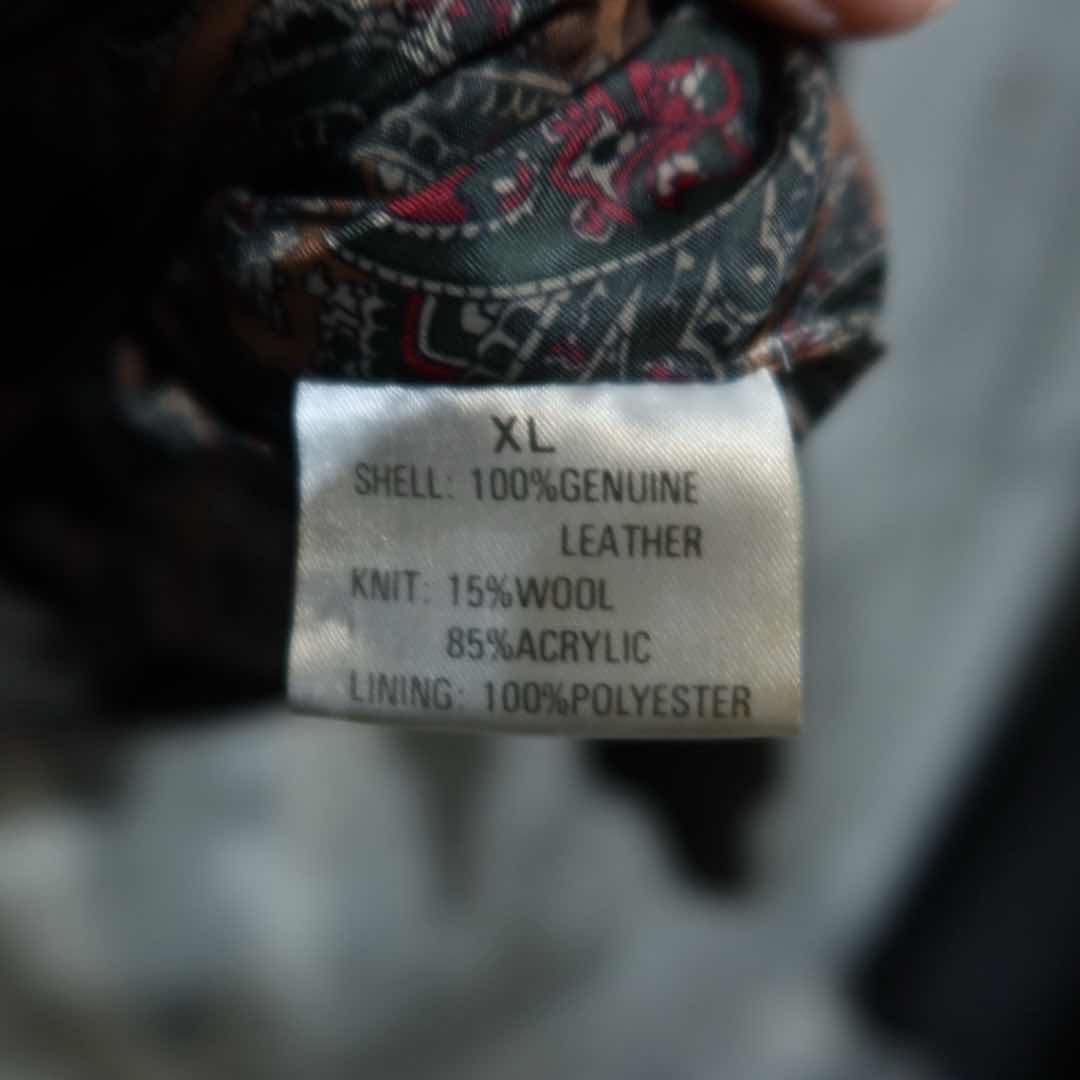 XL
SHELL: 100%GENUINE
LEATHER
KNIT: 15%WOOL
85%ACRYLIC
LINING: 100%POLYESTER